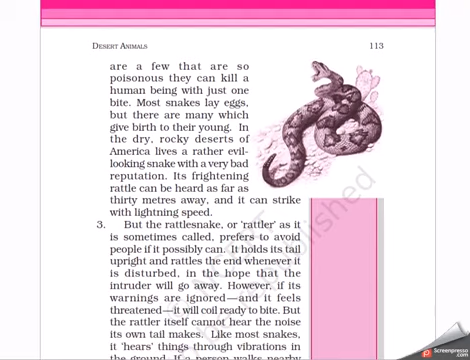 DESERT ANIMALS 113
are a few that are so
poisonous they can kill a
human being with just one
bite. Most snakes lay eggs,
but there are many which
give birth to their young. In
the dry, rocky deserts of
America lives a rather evil-
looking snake with a very bad
reputation. Its frightening
rattle can be heard as far as
thirty metres away, and it can strike
with lightning speed.
3. But the rattlesnake, or 'rattler' as it
is sometimes called, prefers to avoid
people if it possibly can. It holds its tail
upright and rattles the end whenever it
is disturbed, in the hope that the
intruder will go away. However, if its
warnings are ignored—and it feels
threatened—it will coil ready to bite. But
the rattler itself cannot hear the noise
its own tail makes. Like most snakes,
it 'hears' things through vibrations in
the ground. If a person walks nearby
Screenpresso